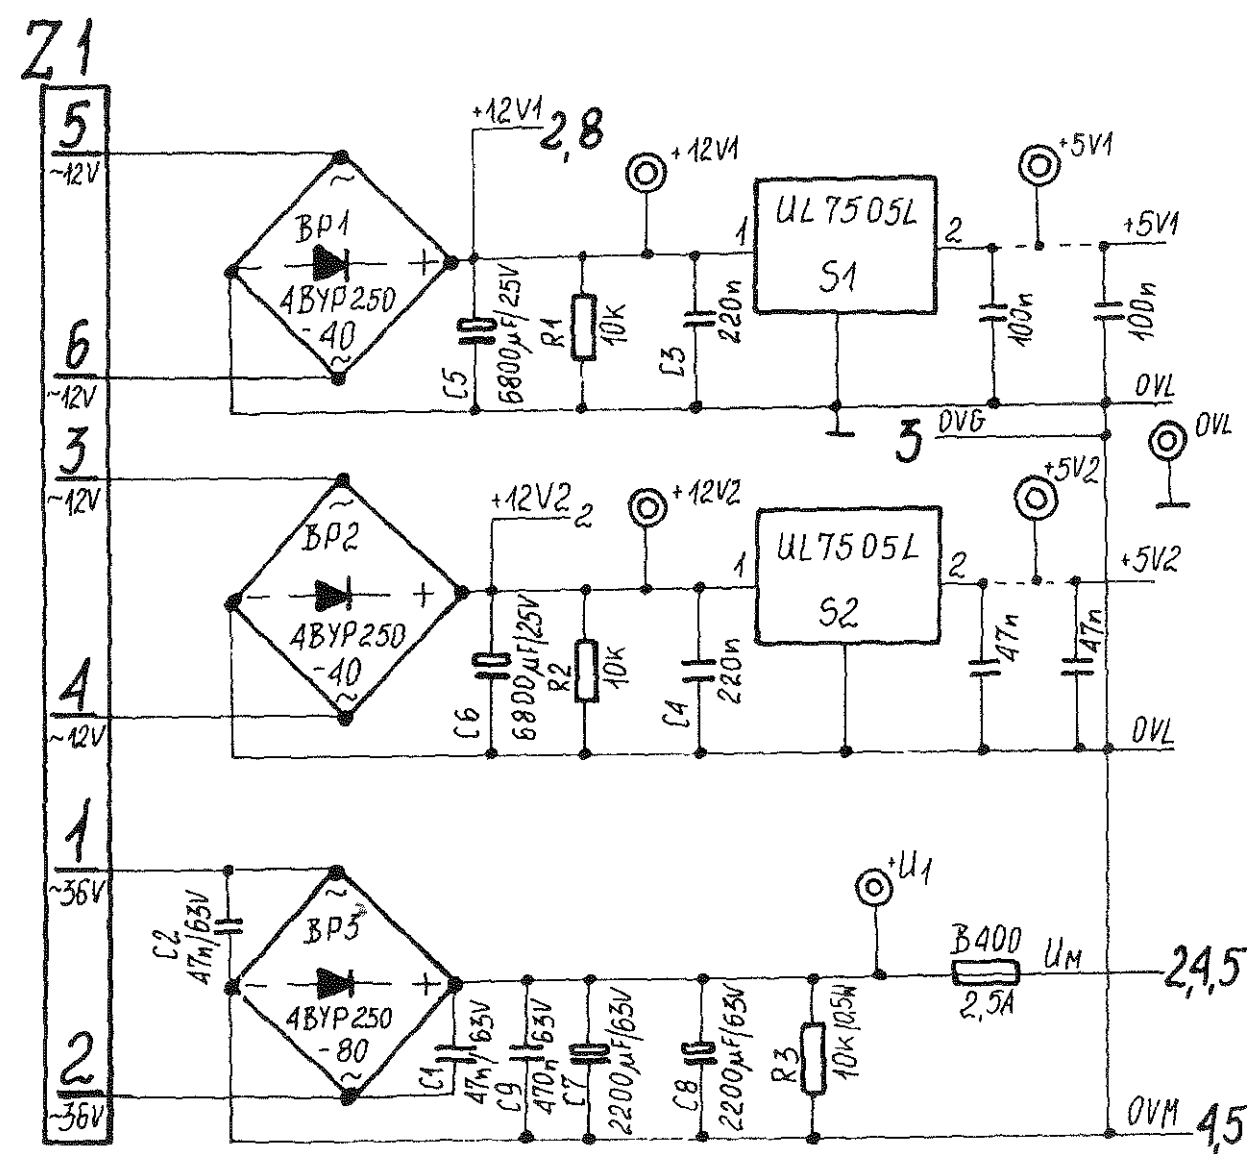 Z1
5
~12V
6
~12V
3
~12V
4
~12V
1
~36V
2
~36V
~
BP1
- +
4BYP250
-40
~
+12V1 2,8
C5
6800μF/25V
R1
10K
+12V1
C3
220n
1
UL7505L
S1
2
+5V1
100n
+5V1
100n
0VL
3 0VG
0VL
~
BP2
- +
4BYP250
-40
~
+12V2 2
C6
6800μF/25V
R2
10K
+12V2
C4
220n
1
UL7505L
S2
2
+5V2
47n
+5V2
47n
0VL
C2
47n/63V
~
BP3
- +
4BYP250
-80
~
C1
47n/63V
C9
470n 63V
C7
2200μF/63V
C8
2200μF/63V
R3
10K/0,5W
+U1
B400
2,5A
UM 2,4,5
0VM 4,5